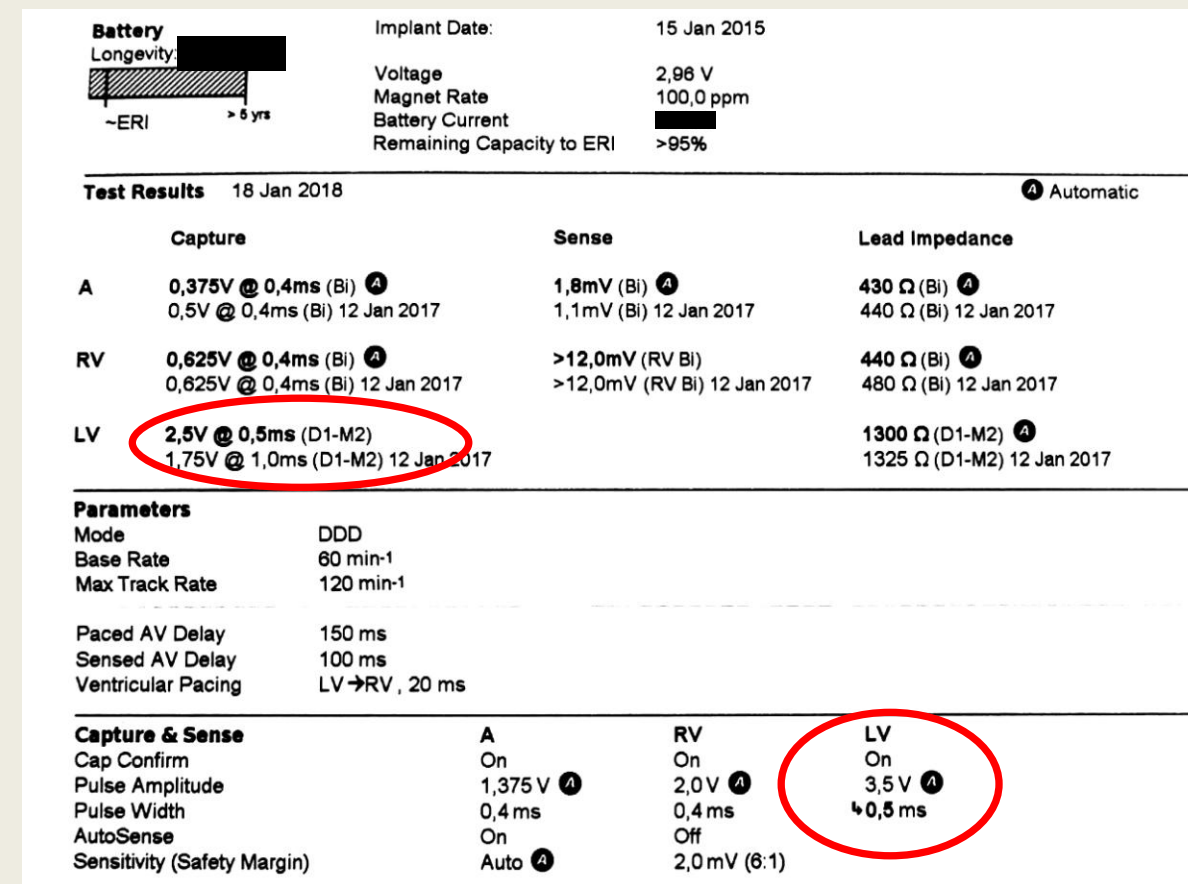 Battery
Longevity:
~ERI > 5 yrs
Implant Date: 15 Jan 2015
Voltage 2,96 V
Magnet Rate 100,0 ppm
Battery Current
Remaining Capacity to ERI >95%
Test Results 18 Jan 2018 A Automatic
Capture Sense Lead Impedance
A 0,375V @ 0,4ms (Bi) A 1,8mV (Bi) A 430 Ω (Bi) A
0,5V @ 0,4ms (Bi) 12 Jan 2017 1,1mV (Bi) 12 Jan 2017 440 Ω (Bi) 12 Jan 2017
RV 0,625V @ 0,4ms (Bi) A >12,0mV (RV Bi) 440 Ω (Bi) A
0,625V @ 0,4ms (Bi) 12 Jan 2017 >12,0mV (RV Bi) 12 Jan 2017 480 Ω (Bi) 12 Jan 2017
LV 2,5V @ 0,5ms (D1-M2) 1300 Ω (D1-M2) A
1,75V @ 1,0ms (D1-M2) 12 Jan 2017 1325 Ω (D1-M2) 12 Jan 2017
Parameters
Mode DDD
Base Rate 60 min-1
Max Track Rate 120 min-1
Paced AV Delay 150 ms
Sensed AV Delay 100 ms
Ventricular Pacing LV→RV , 20 ms
Capture & Sense A RV LV
Cap Confirm On On On
Pulse Amplitude 1,375 V A 2,0 V A 3,5 V A
Pulse Width 0,4 ms 0,4 ms ↳0,5 ms
AutoSense On Off
Sensitivity (Safety Margin) Auto A 2,0 mV (6:1)